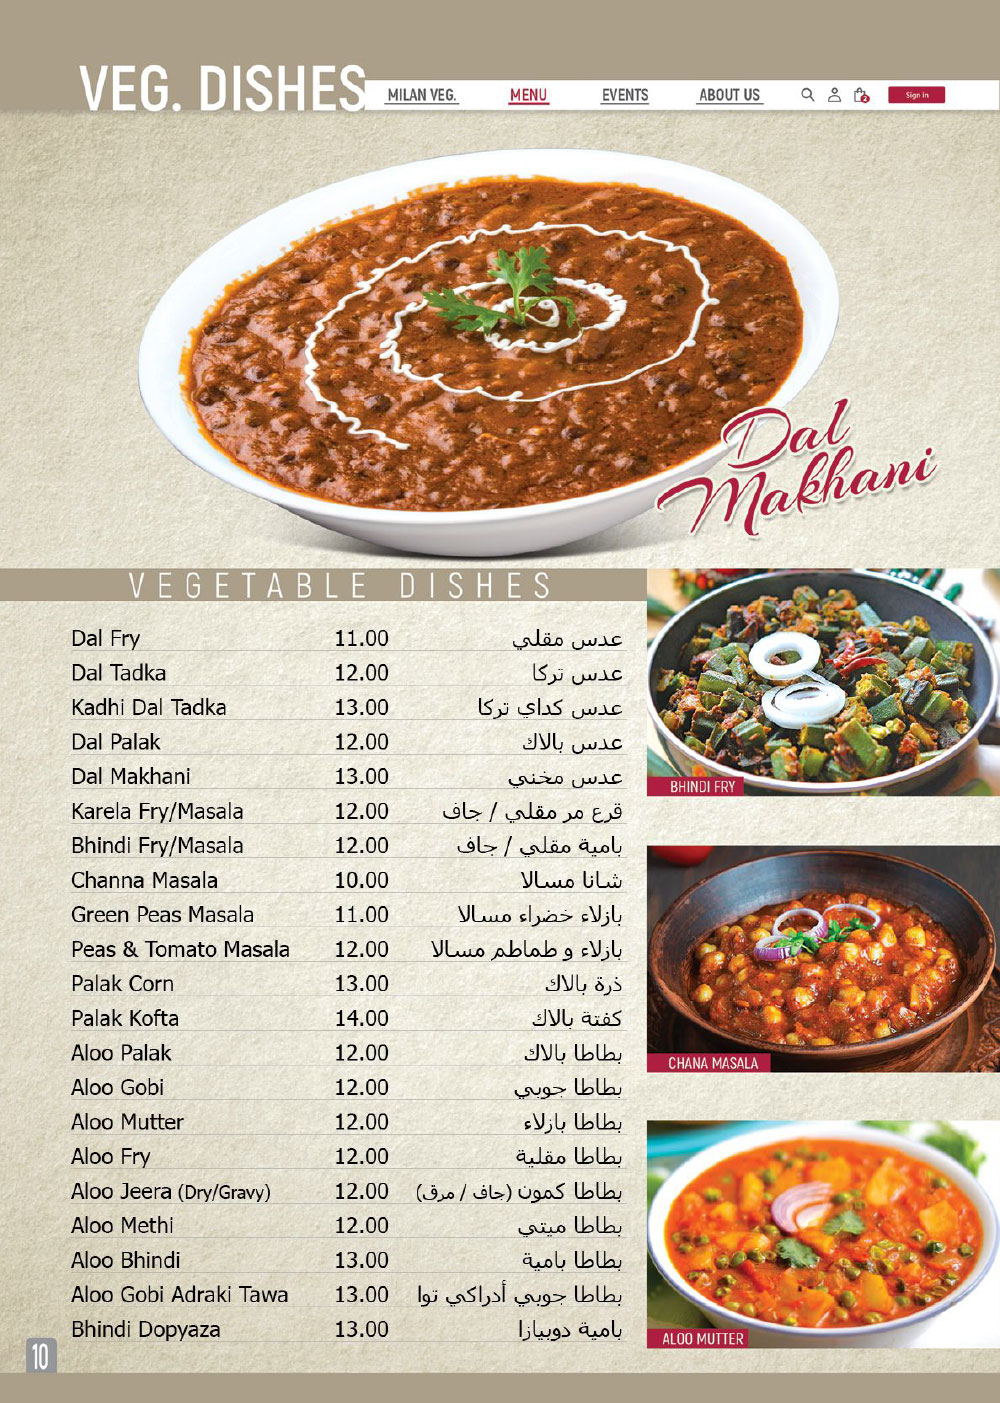 VEG. DISHES
MILAN VEG. MENU EVENTS ABOUT US 2 Sign In
Dal
Makhani
VEGETABLE DISHES
Dal Fry 11.00 عدس مقلي
Dal Tadka 12.00 عدس تركا
Kadhi Dal Tadka 13.00 عدس كداي تركا
Dal Palak 12.00 عدس بالاك
Dal Makhani 13.00 عدس مخني
Karela Fry/Masala 12.00 قرع مر مقلي / جاف
Bhindi Fry/Masala 12.00 بامية مقلي / جاف
Channa Masala 10.00 شانا مسالا
Green Peas Masala 11.00 بازلاء خضراء مسالا
Peas & Tomato Masala 12.00 بازلاء و طماطم مسالا
Palak Corn 13.00 ذرة بالاك
Palak Kofta 14.00 كفتة بالاك
Aloo Palak 12.00 بطاطا بالاك
Aloo Gobi 12.00 بطاطا جوبي
Aloo Mutter 12.00 بطاطا بازلاء
Aloo Fry 12.00 بطاطا مقلية
Aloo Jeera (Dry/Gravy) 12.00 بطاطا كمون (جاف / مرق)
Aloo Methi 12.00 بطاطا ميتي
Aloo Bhindi 13.00 بطاطا بامية
Aloo Gobi Adraki Tawa 13.00 بطاطا جوبي أدراكي توا
Bhindi Dopyaza 13.00 بامية دوبيازا
BHINDI FRY
CHANA MASALA
ALOO MUTTER
10